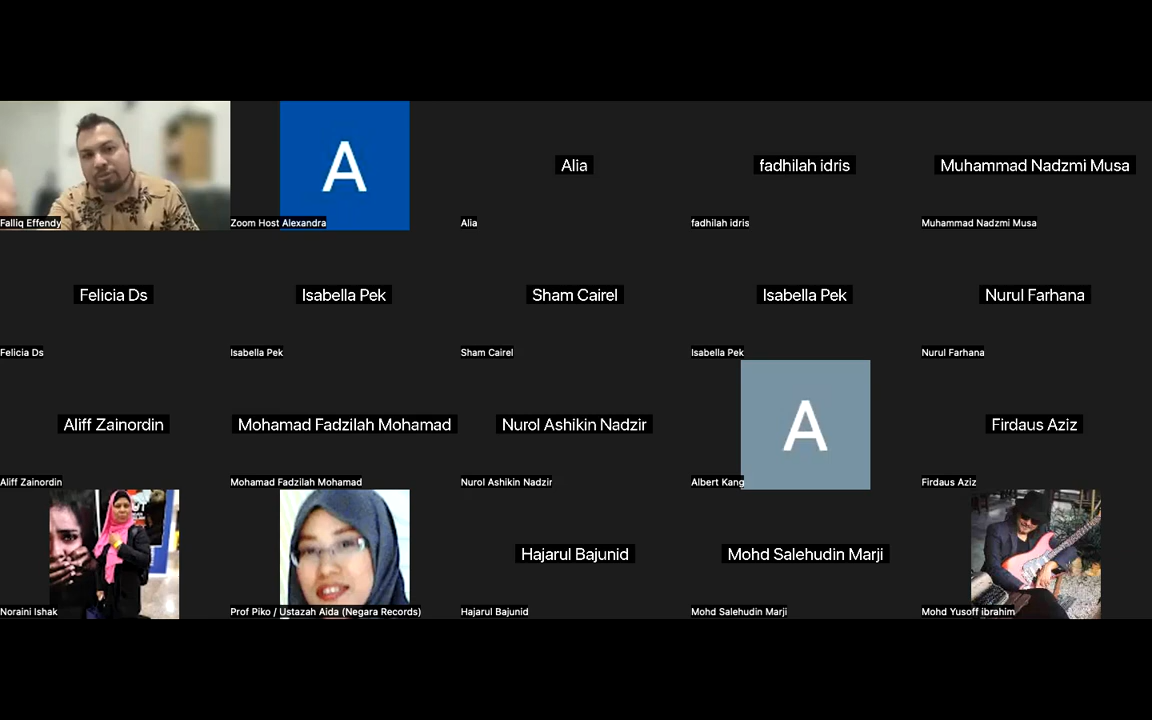 Falliq Effendy
A
Zoom Host Alexandra
Alia
Alia
fadhilah idris
fadhilah idris
Muhammad Nadzmi Musa
Muhammad Nadzmi Musa
Felicia Ds
Felicia Ds
Isabella Pek
Isabella Pek
Sham Cairel
Sham Cairel
Isabella Pek
Isabella Pek
Nurul Farhana
Nurul Farhana
Aliff Zainordin
Aliff Zainordin
Mohamad Fadzilah Mohamad
Mohamad Fadzilah Mohamad
Nurol Ashikin Nadzir
Nurol Ashikin Nadzir
A
Albert Kang
Firdaus Aziz
Firdaus Aziz
Noraini Ishak
Prof Piko / Ustazah Aida (Negara Records)
Hajarul Bajunid
Hajarul Bajunid
Mohd Salehudin Marji
Mohd Salehudin Marji
Mohd Yusoff ibrahim